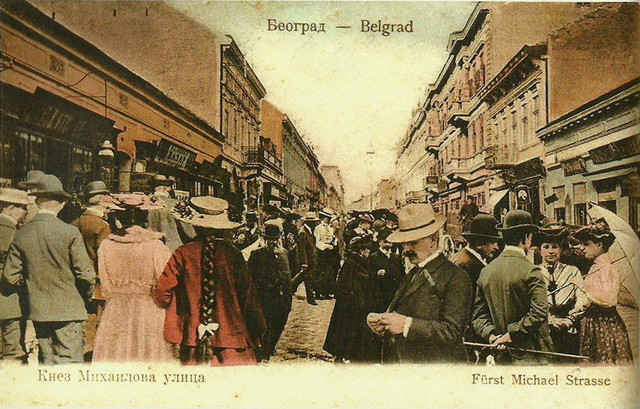 Београд — Belgrad
Кнез Михаилова улица
Fürst Michael Strasse